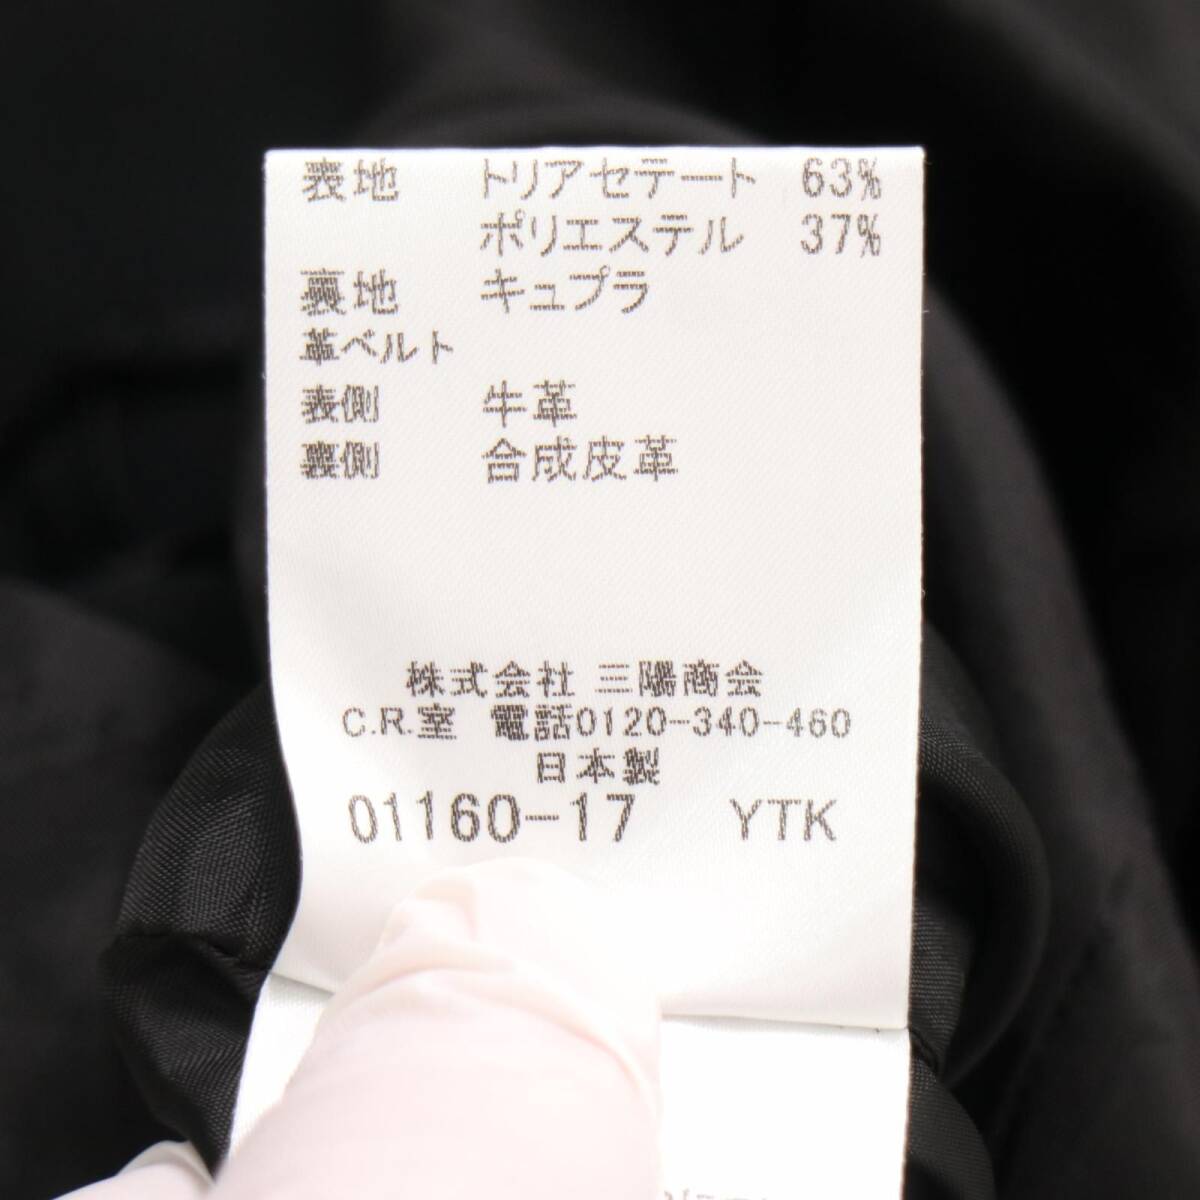 表地 トリアセテート 63%
ポリエステル 37%
裏地 キュプラ
革ベルト
表側 牛革
裏側 合成皮革
株式会社 三陽商会
C.R.室 電話0120-340-460
日本製
01160-17 YTK